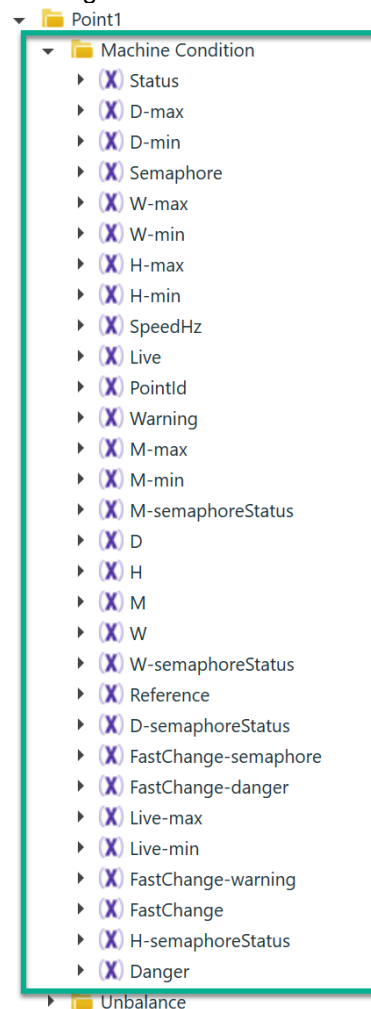 Point1
Machine Condition
(X) Status
(X) D-max
(X) D-min
(X) Semaphore
(X) W-max
(X) W-min
(X) H-max
(X) H-min
(X) SpeedHz
(X) Live
(X) PointId
(X) Warning
(X) M-max
(X) M-min
(X) M-semaphoreStatus
(X) D
(X) H
(X) M
(X) W
(X) W-semaphoreStatus
(X) Reference
(X) D-semaphoreStatus
(X) FastChange-semaphore
(X) FastChange-danger
(X) Live-max
(X) Live-min
(X) FastChange-warning
(X) FastChange
(X) H-semaphoreStatus
(X) Danger
Unbalance